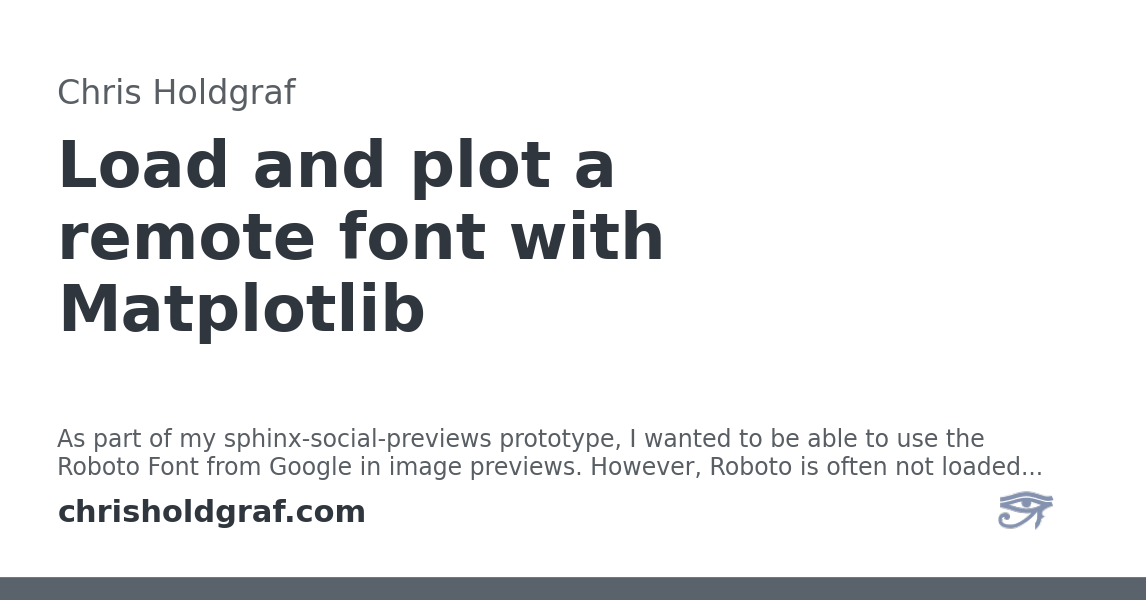 Chris Holdgraf
Load and plot a
remote font with
Matplotlib
As part of my sphinx-social-previews prototype, I wanted to be able to use the
Roboto Font from Google in image previews. However, Roboto is often not loaded...
chrisholdgraf.com